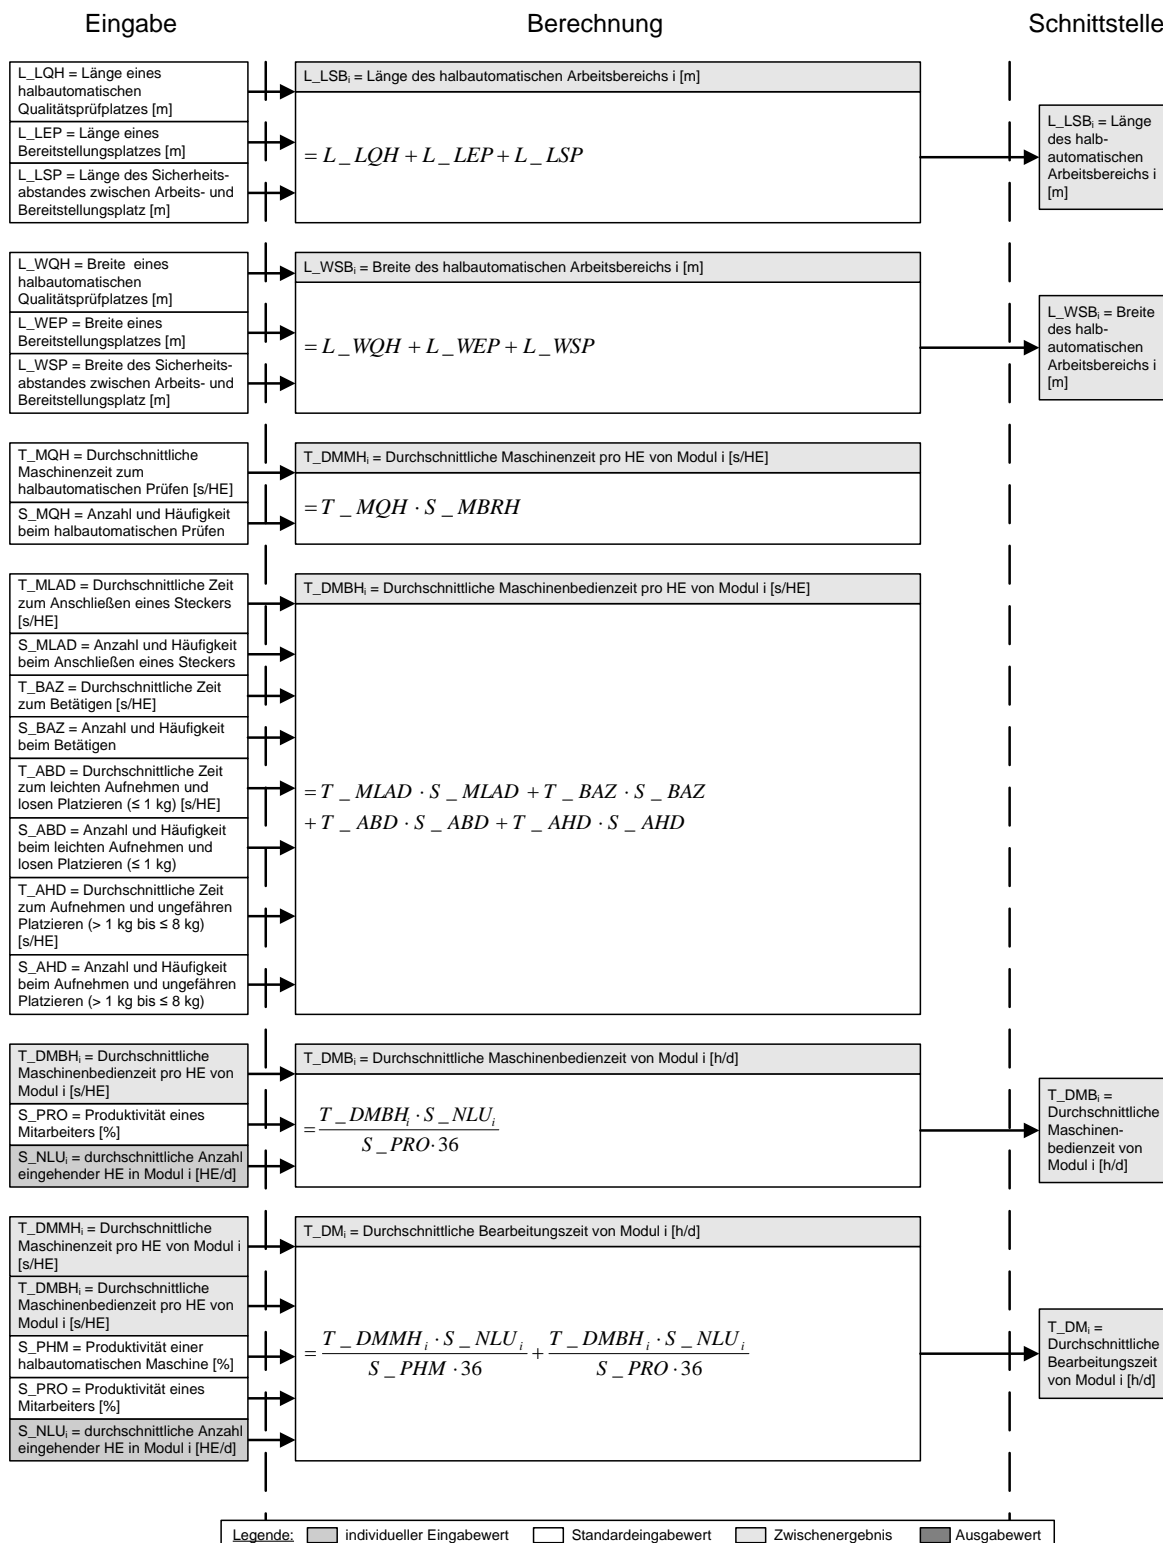 Eingabe
Berechnung
Schnittstelle
L_LQH = Länge eines
halbautomatischen
Qualitätsprüfplatzes [m]
L_LEP = Länge eines
Bereitstellungsplatzes [m]
L_LSP = Länge des Sicherheits-
abstandes zwischen Arbeits- und
Bereitstellungsplatz [m]
L_LSBᵢ = Länge des halbautomatischen Arbeitsbereichs i [m]
= L_LQH + L_LEP + L_LSP
L_LSBᵢ = Länge
des halb-
automatischen
Arbeitsbereichs i
[m]
L_WQH = Breite eines
halbautomatischen
Qualitätsprüfplatzes [m]
L_WEP = Breite eines
Bereitstellungsplatzes [m]
L_WSP = Breite des Sicherheits-
abstandes zwischen Arbeits- und
Bereitstellungsplatz [m]
L_WSBᵢ = Breite des halbautomatischen Arbeitsbereichs i [m]
= L_WQH + L_WEP + L_WSP
L_WSBᵢ = Breite
des halb-
automatischen
Arbeitsbereichs i
[m]
T_MQH = Durchschnittliche
Maschinenzeit zum
halbautomatischen Prüfen [s/HE]
S_MQH = Anzahl und Häufigkeit
beim halbautomatischen Prüfen
T_DMMHᵢ = Durchschnittliche Maschinenzeit pro HE von Modul i [s/HE]
= T_MQH · S_MBRH
T_MLAD = Durchschnittliche Zeit
zum Anschließen eines Steckers
[s/HE]
S_MLAD = Anzahl und Häufigkeit
beim Anschließen eines Steckers
T_BAZ = Durchschnittliche Zeit
zum Betätigen [s/HE]
S_BAZ = Anzahl und Häufigkeit
beim Betätigen
T_ABD = Durchschnittliche Zeit
zum leichten Aufnehmen und
losen Platzieren (≤ 1 kg) [s/HE]
S_ABD = Anzahl und Häufigkeit
beim leichten Aufnehmen und
losen Platzieren (≤ 1 kg)
T_AHD = Durchschnittliche Zeit
zum Aufnehmen und ungefähren
Platzieren (> 1 kg bis ≤ 8 kg)
[s/HE]
S_AHD = Anzahl und Häufigkeit
beim Aufnehmen und ungefähren
Platzieren (> 1 kg bis ≤ 8 kg)
T_DMBHᵢ = Durchschnittliche Maschinenbedienzeit pro HE von Modul i [s/HE]
= T_MLAD · S_MLAD + T_BAZ · S_BAZ
+ T_ABD · S_ABD + T_AHD · S_AHD
T_DMBHᵢ = Durchschnittliche
Maschinenbedienzeit pro HE von
Modul i [s/HE]
S_PRO = Produktivität eines
Mitarbeiters [%]
S_NLUᵢ = durchschnittliche Anzahl
eingehender HE in Modul i [HE/d]
T_DMBᵢ = Durchschnittliche Maschinenbedienzeit von Modul i [h/d]
T_DMBHᵢ · S_NLUᵢ
=
S_PRO · 36
T_DMBᵢ =
Durchschnittliche
Maschinen-
bedienzeit von
Modul i [h/d]
T_DMMHᵢ = Durchschnittliche
Maschinenzeit pro HE von Modul i
[s/HE]
T_DMBHᵢ = Durchschnittliche
Maschinenbedienzeit pro HE von
Modul i [s/HE]
S_PHM = Produktivität einer
halbautomatischen Maschine [%]
S_PRO = Produktivität eines
Mitarbeiters [%]
S_NLUᵢ = durchschnittliche Anzahl
eingehender HE in Modul i [HE/d]
T_DMᵢ = Durchschnittliche Bearbeitungszeit von Modul i [h/d]
T_DMMHᵢ · S_NLUᵢ T_DMBHᵢ · S_NLUᵢ
= +
S_PHM · 36 S_PRO · 36
T_DMᵢ =
Durchschnittliche
Bearbeitungszeit
von Modul i [h/d]
Legende: individueller Eingabewert Standardeingabewert Zwischenergebnis Ausgabewert